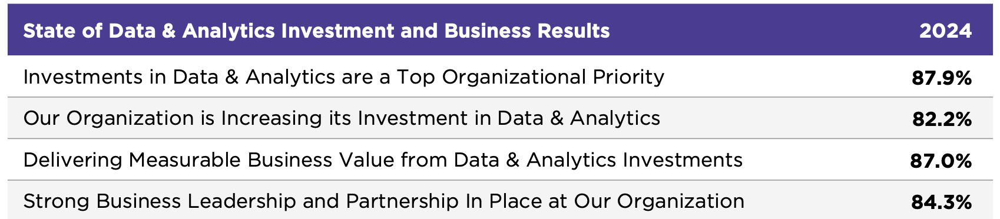 State of Data & Analytics Investment and Business Results 2024
Investments in Data & Analytics are a Top Organizational Priority 87.9%
Our Organization is Increasing its Investment in Data & Analytics 82.2%
Delivering Measurable Business Value from Data & Analytics Investments 87.0%
Strong Business Leadership and Partnership In Place at Our Organization 84.3%